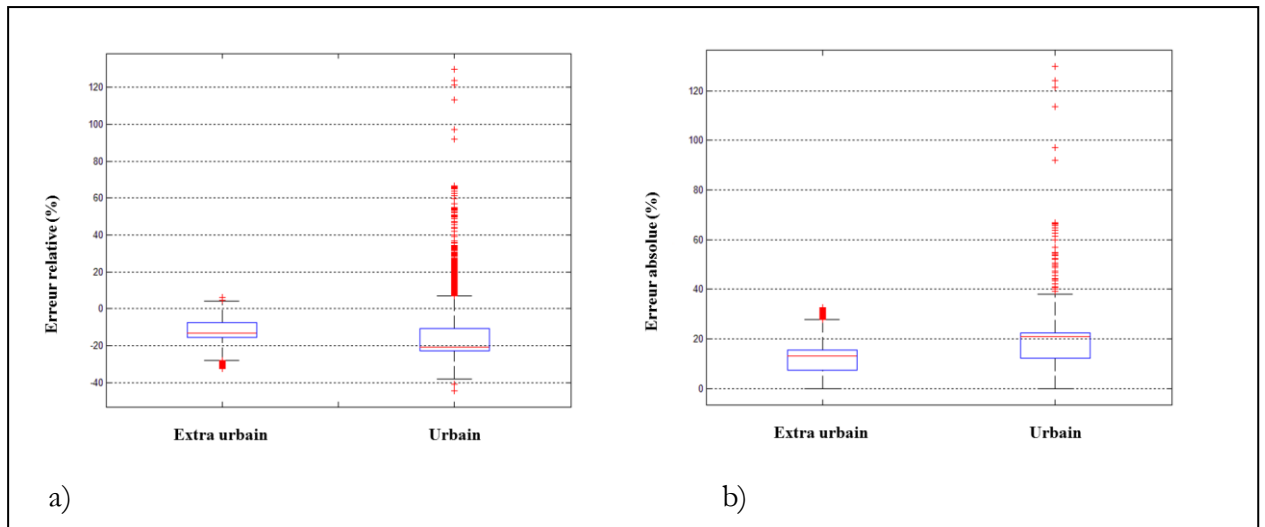 Erreur relative (%)
120
100
80
60
40
20
0
-20
-40
Extra urbain
Urbain
a)
Erreur absolue (%)
120
100
80
60
40
20
0
Extra urbain
Urbain
b)